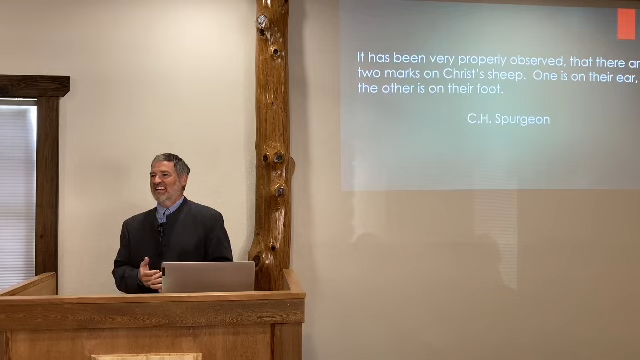 It has been very properly observed, that there ar
two marks on Christ's sheep. One is on their ear,
the other is on their foot.
C.H. Spurgeon